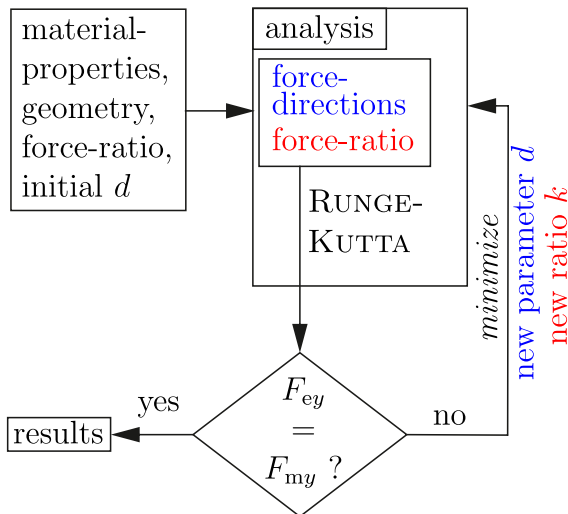 material-
properties,
geometry,
force-ratio,
initial d
analysis
force-
directions
force-ratio
RUNGE-
KUTTA
minimize
new parameter d
new ratio k
F_ey
=
F_my ?
yes
no
results